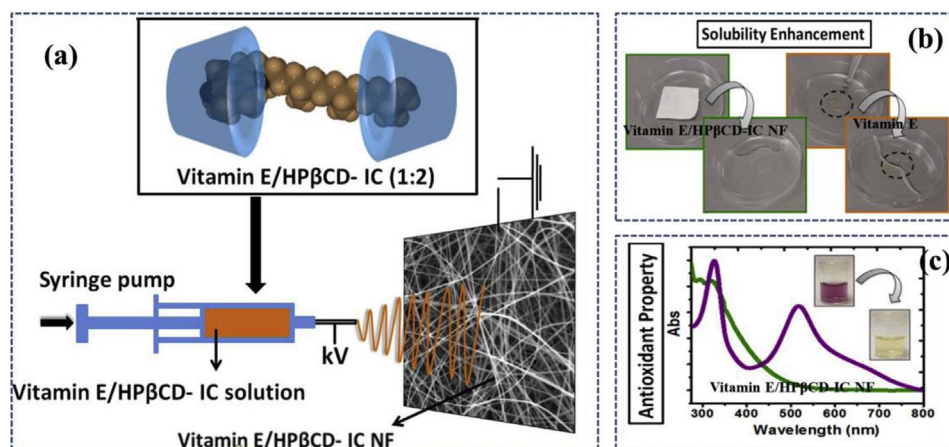 (a)
Vitamin E/HPβCD- IC (1:2)
Syringe pump
kV
Vitamin E/HPβCD- IC solution
Vitamin E/HPβCD- IC NF
(b)
Solubility Enhancement
Vitamin E/HPβCD-IC NF
Vitamin E
(c)
Antioxidant Property
Abs
Vitamin E/HPβCD-IC NF
300 400 500 600 700 800
Wavelength (nm)